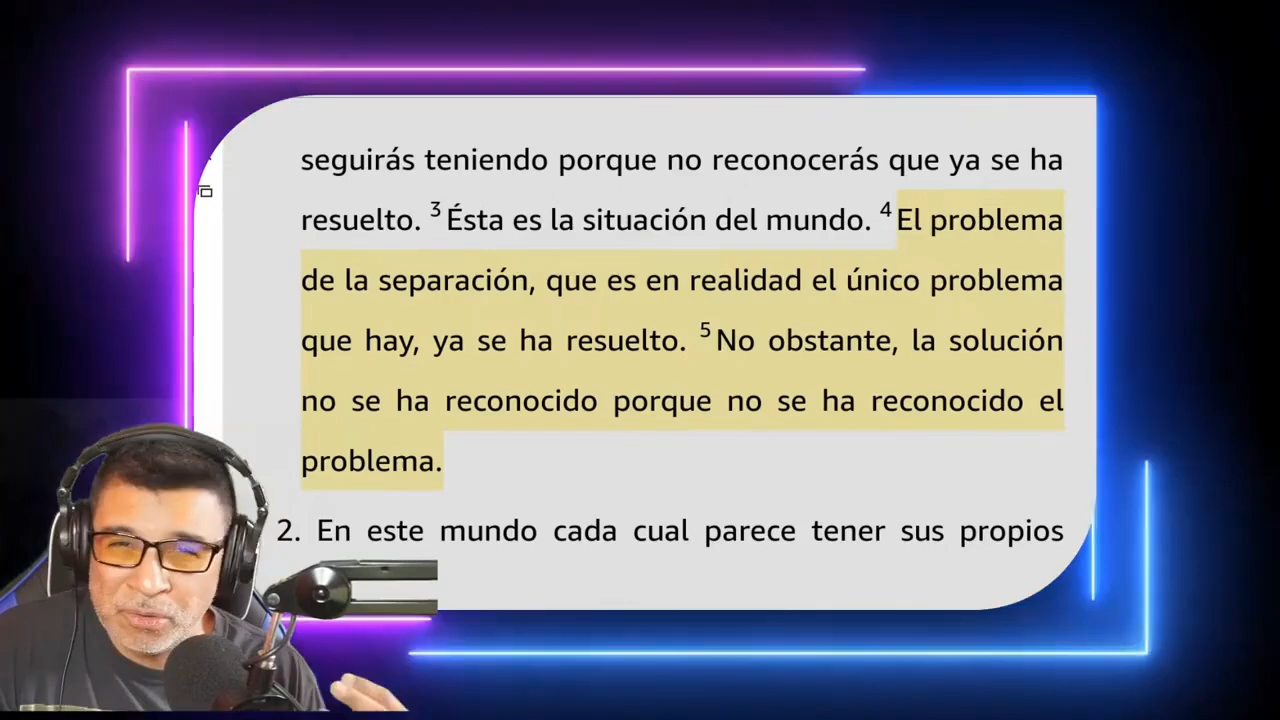 seguirás teniendo porque no reconocerás que ya se ha
resuelto. ³ Ésta es la situación del mundo. ⁴ El problema
de la separación, que es en realidad el único problema
que hay, ya se ha resuelto. ⁵ No obstante, la solución
no se ha reconocido porque no se ha reconocido el
problema.
2. En este mundo cada cual parece tener sus propios